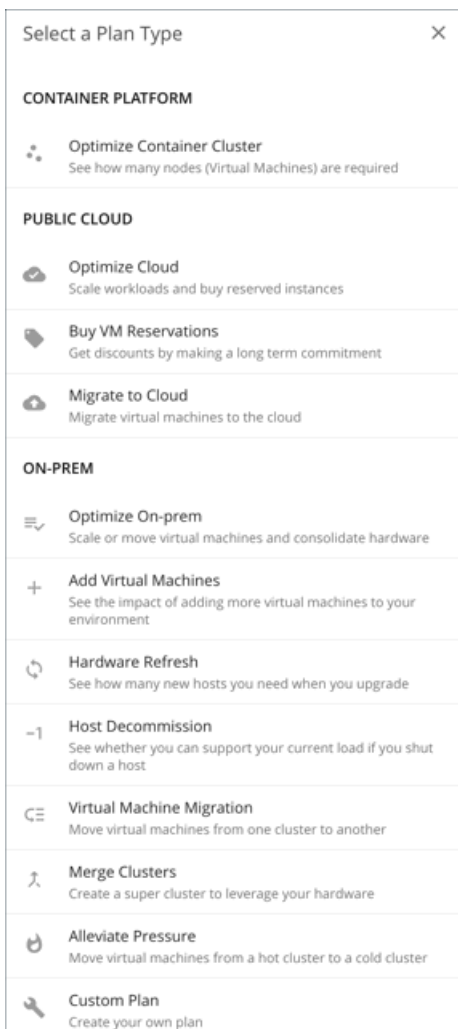 Select a Plan Type
CONTAINER PLATFORM
Optimize Container Cluster
See how many nodes (Virtual Machines) are required
PUBLIC CLOUD
Optimize Cloud
Scale workloads and buy reserved instances
Buy VM Reservations
Get discounts by making a long term commitment
Migrate to Cloud
Migrate virtual machines to the cloud
ON-PREM
Optimize On-prem
Scale or move virtual machines and consolidate hardware
Add Virtual Machines
See the impact of adding more virtual machines to your
environment
Hardware Refresh
See how many new hosts you need when you upgrade
-1 Host Decommission
See whether you can support your current load if you shut
down a host
Virtual Machine Migration
Move virtual machines from one cluster to another
Merge Clusters
Create a super cluster to leverage your hardware
Alleviate Pressure
Move virtual machines from a hot cluster to a cold cluster
Custom Plan
Create your own plan